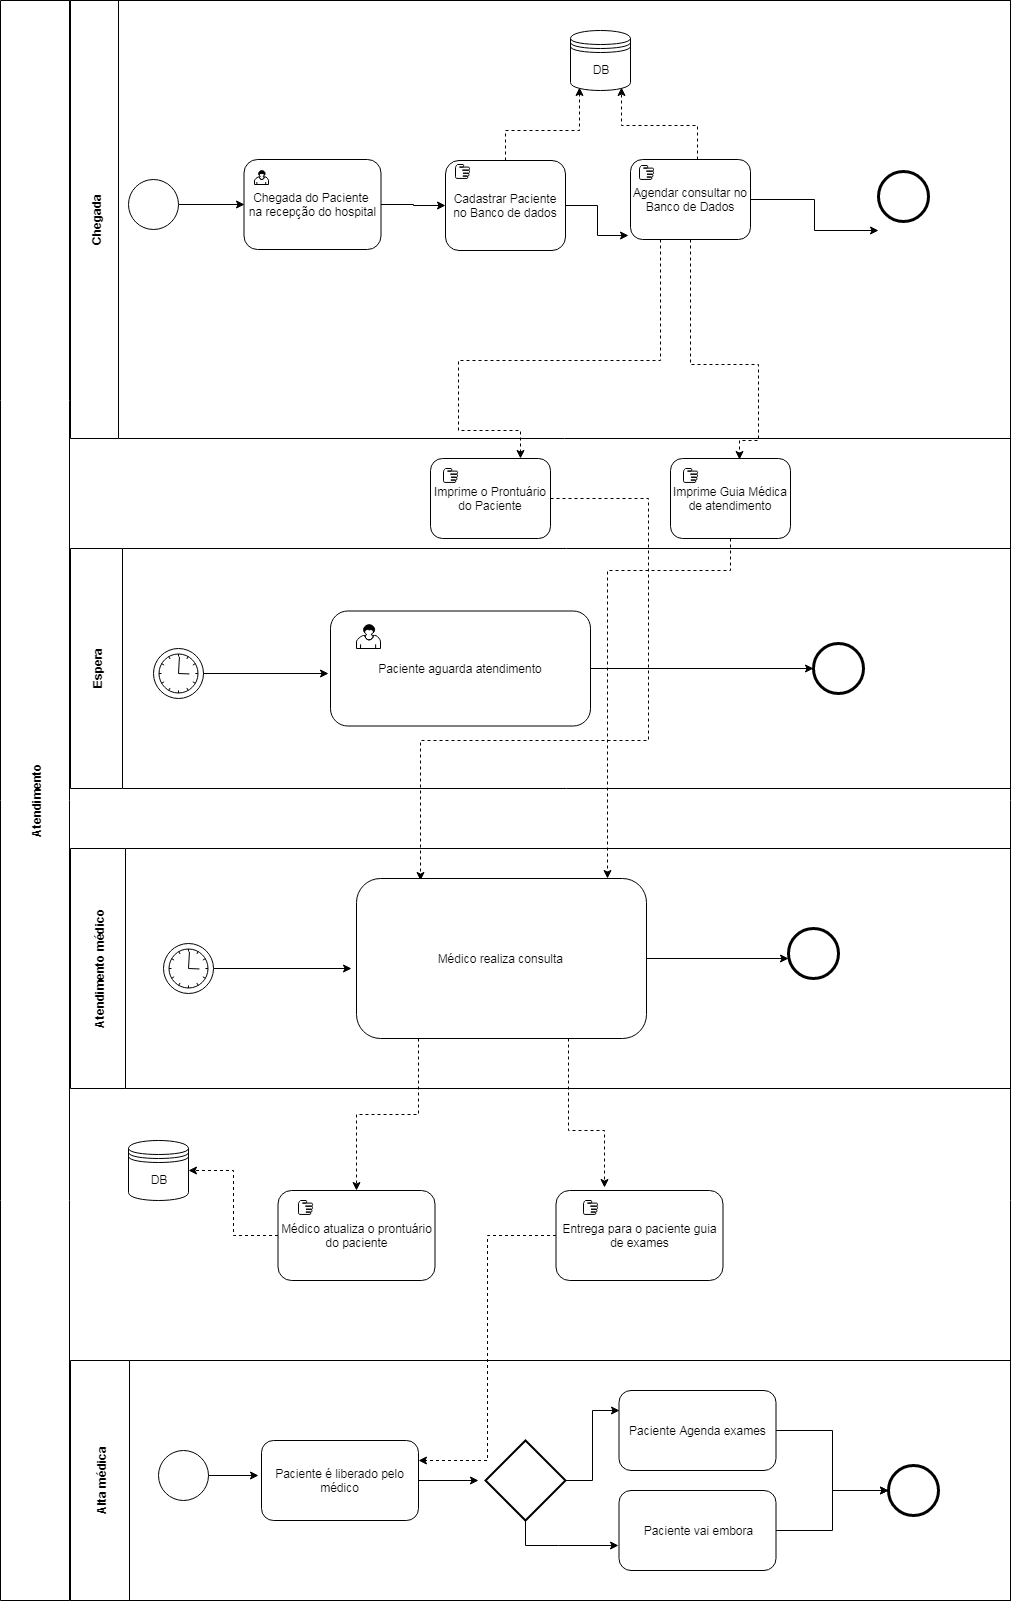 Atendimento
Chegada
DB
Chegada do Paciente
na recepção do hospital
Cadastrar Paciente
no Banco de dados
Agendar consultar no
Banco de Dados
Imprime o Prontuário
do Paciente
Imprime Guia Médica
de atendimento
Espera
Paciente aguarda atendimento
Atendimento médico
Médico realiza consulta
DB
Médico atualiza o prontuário
do paciente
Entrega para o paciente guia
de exames
Alta médica
Paciente é liberado pelo
médico
Paciente Agenda exames
Paciente vai embora